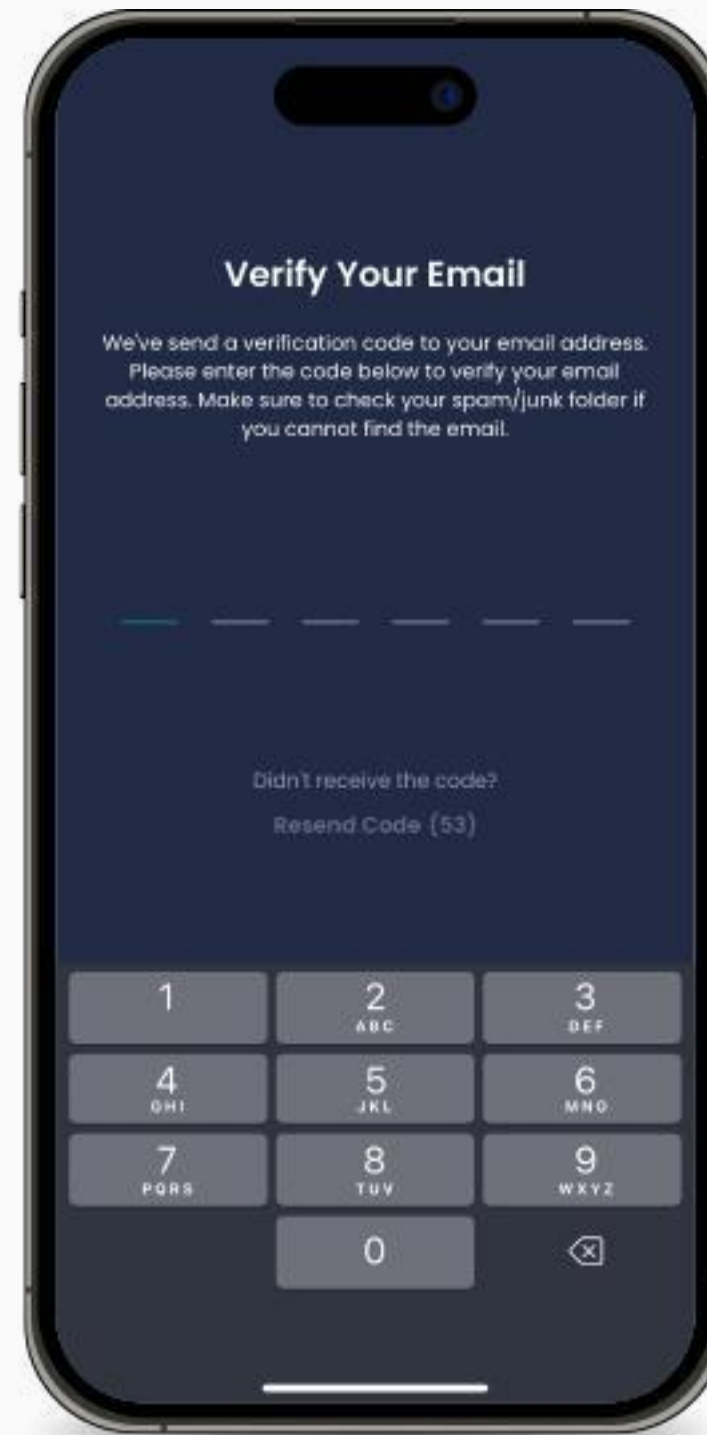 Verify Your Email
We've send a verification code to your email address.
Please enter the code below to verify your email
address. Make sure to check your spam/junk folder if
you cannot find the email.
Didn't receive the code?
Resend Code (53)
1 2 3
ABC DEF
4 5 6
GHI JKL MNO
7 8 9
PQRS TUV WXYZ
0